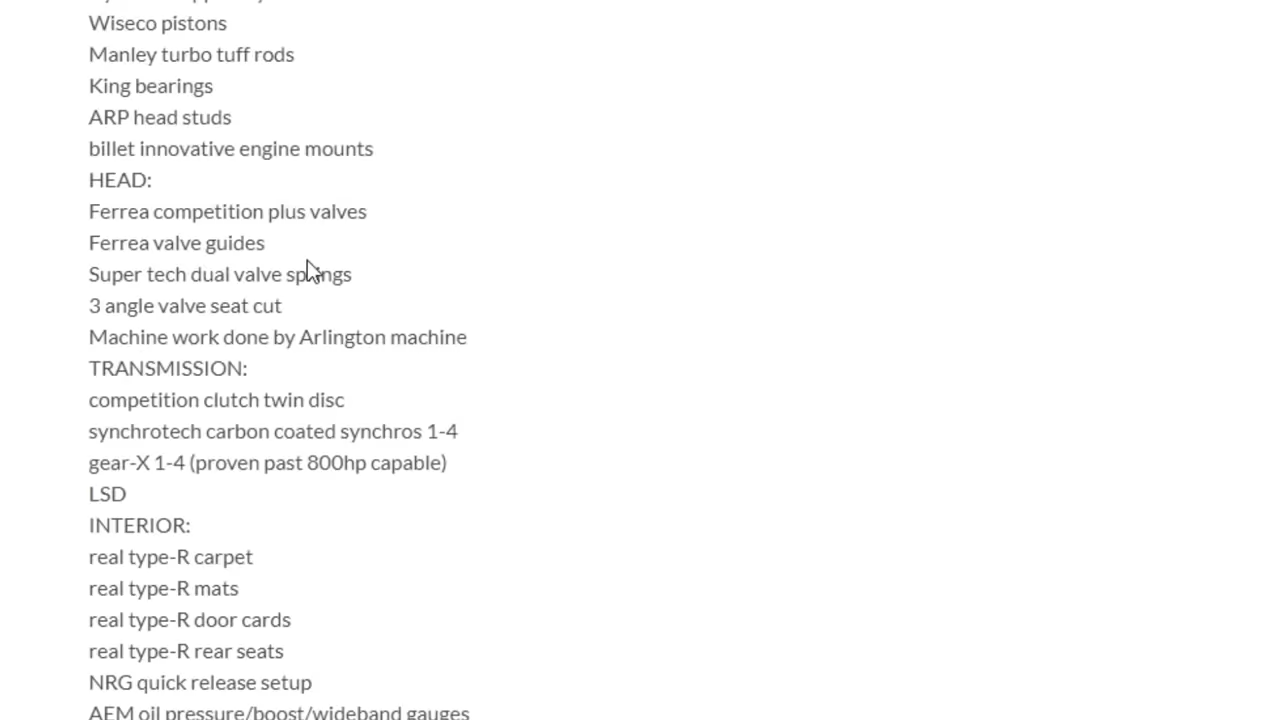 Wiseco pistons
Manley turbo tuff rods
King bearings
ARP head studs
billet innovative engine mounts
HEAD:
Ferrea competition plus valves
Ferrea valve guides
Super tech dual valve springs
3 angle valve seat cut
Machine work done by Arlington machine
TRANSMISSION:
competition clutch twin disc
synchrotech carbon coated synchros 1-4
gear-X 1-4 (proven past 800hp capable)
LSD
INTERIOR:
real type-R carpet
real type-R mats
real type-R door cards
real type-R rear seats
NRG quick release setup
AEM oil pressure/boost/wideband gauges